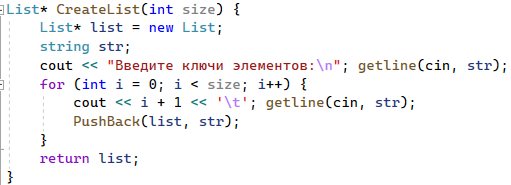 List* CreateList(int size) {
    List* list = new List;
    string str;
    cout << "Введите ключи элементов:\n"; getline(cin, str);
    for (int i = 0; i < size; i++) {
        cout << i + 1 << '\t'; getline(cin, str);
        PushBack(list, str);
    }
    return list;
}